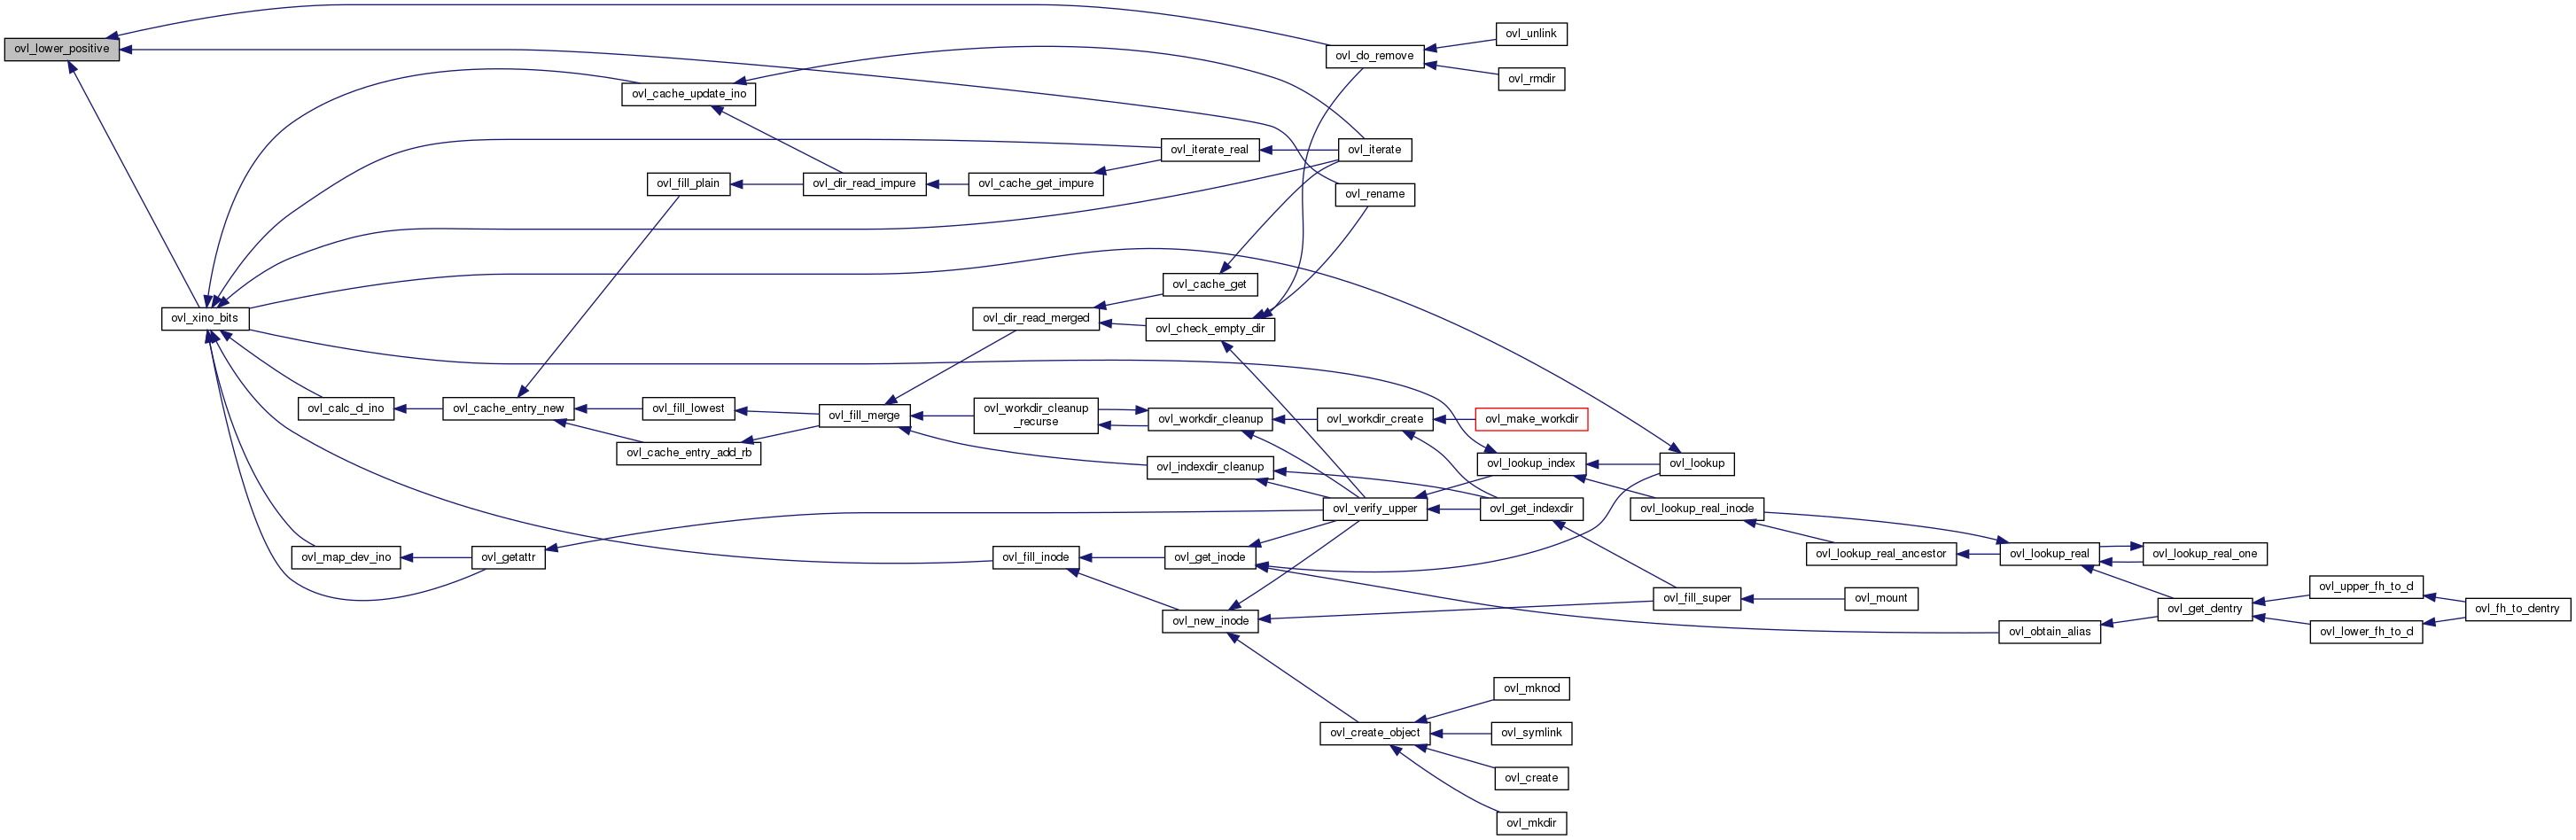 ovl_lower_positive
ovl_unlink
ovl_do_remove
ovl_rmdir
ovl_cache_update_ino
ovl_iterate_real
ovl_iterate
ovl_fill_plain
ovl_dir_read_impure
ovl_cache_get_impure
ovl_rename
ovl_cache_get
ovl_xino_bits
ovl_dir_read_merged
ovl_check_empty_dir
ovl_calc_d_ino
ovl_cache_entry_new
ovl_fill_lowest
ovl_fill_merge
ovl_workdir_cleanup
_recurse
ovl_workdir_cleanup
ovl_workdir_create
ovl_make_workdir
ovl_cache_entry_add_rb
ovl_indexdir_cleanup
ovl_lookup_index
ovl_lookup
ovl_verify_upper
ovl_get_indexdir
ovl_lookup_real_inode
ovl_map_dev_ino
ovl_getattr
ovl_fill_inode
ovl_get_inode
ovl_lookup_real_ancestor
ovl_lookup_real
ovl_lookup_real_one
ovl_new_inode
ovl_fill_super
ovl_mount
ovl_obtain_alias
ovl_get_dentry
ovl_upper_fh_to_d
ovl_lower_fh_to_d
ovl_fh_to_dentry
ovl_mknod
ovl_create_object
ovl_symlink
ovl_create
ovl_mkdir